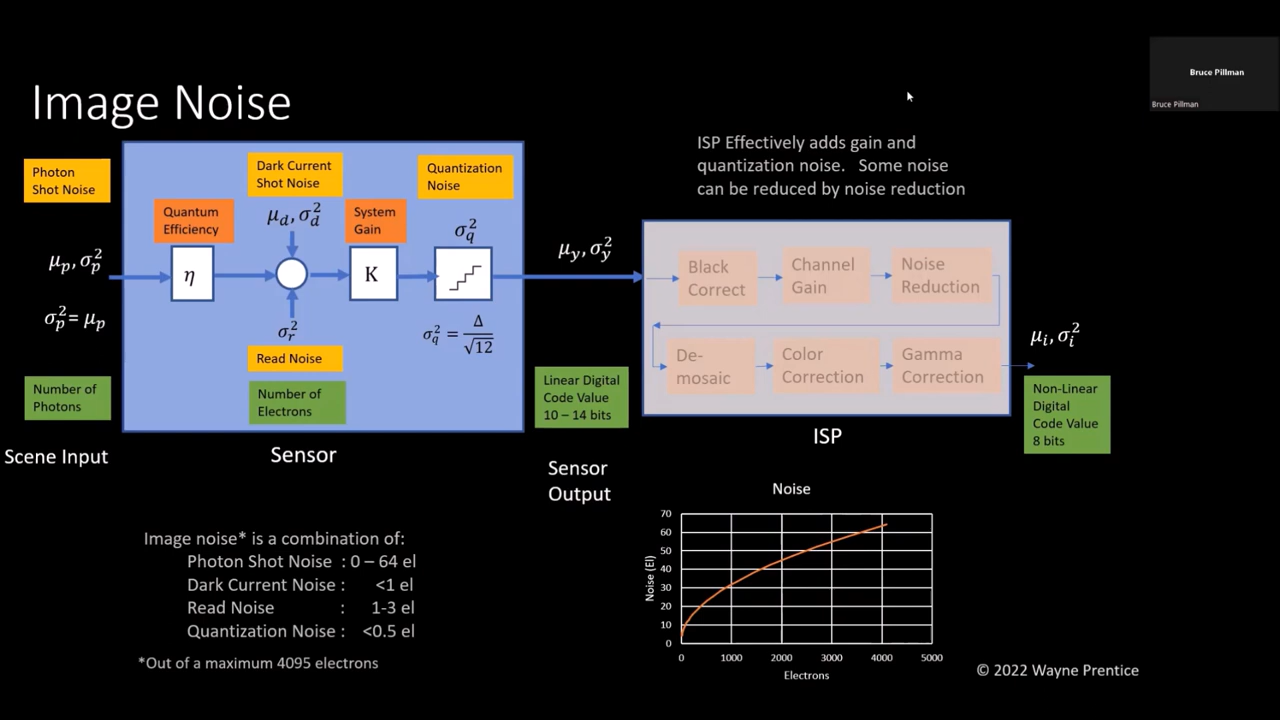 Bruce Pillman
Bruce Pillman
Image Noise
Photon
Shot Noise
Dark Current
Shot Noise
Quantization
Noise
Quantum
Efficiency
μ_d, σ_d^2
System
Gain
σ_q^2
μ_p, σ_p^2
η
K
σ_p^2 = μ_p
σ_r^2
σ_q^2 = Δ/√12
Read Noise
Number of
Photons
Number of
Electrons
Scene Input
Sensor
μ_y, σ_y^2
Linear Digital
Code Value
10 – 14 bits
Sensor
Output
ISP Effectively adds gain and
quantization noise. Some noise
can be reduced by noise reduction
Black
Correct
Channel
Gain
Noise
Reduction
De-
mosaic
Color
Correction
Gamma
Correction
ISP
μ_i, σ_i^2
Non-Linear
Digital
Code Value
8 bits
Image noise* is a combination of:
Photon Shot Noise : 0 – 64 el
Dark Current Noise : <1 el
Read Noise : 1-3 el
Quantization Noise : <0.5 el
*Out of a maximum 4095 electrons
Noise
Noise (El)
70
60
50
40
30
20
10
0
0 1000 2000 3000 4000 5000
Electrons
© 2022 Wayne Prentice